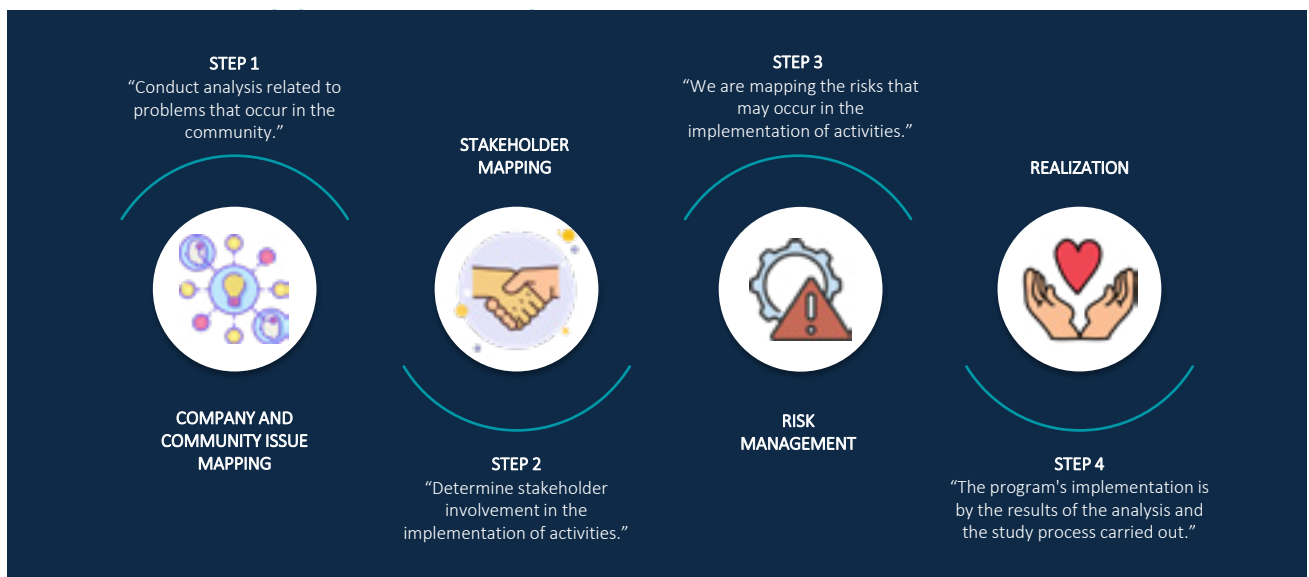 STEP 1
“Conduct analysis related to
problems that occur in the
community.”
COMPANY AND
COMMUNITY ISSUE
MAPPING
STAKEHOLDER
MAPPING
STEP 2
“Determine stakeholder
involvement in the
implementation of activities.”
STEP 3
“We are mapping the risks that
may occur in the
implementation of activities.”
RISK
MANAGEMENT
REALIZATION
STEP 4
“The program's implementation is
by the results of the analysis and
the study process carried out.”